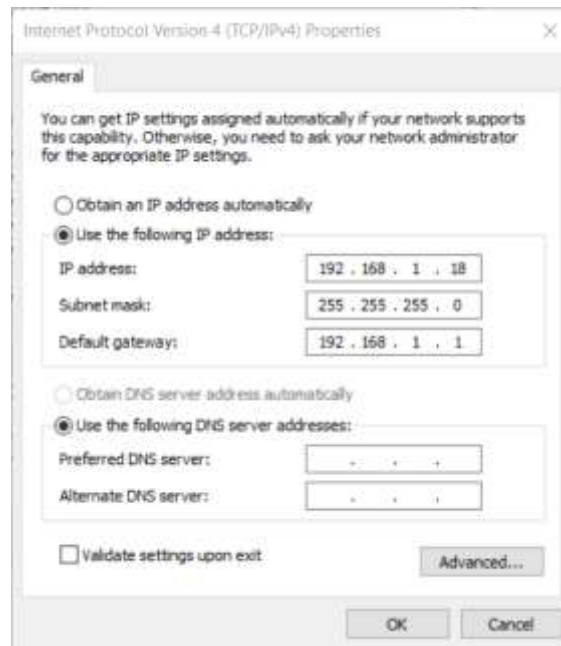 Internet Protocol Version 4 (TCP/IPv4) Properties
General
You can get IP settings assigned automatically if your network supports
this capability. Otherwise, you need to ask your network administrator
for the appropriate IP settings.
Obtain an IP address automatically
Use the following IP address:
IP address: 192 . 168 . 1 . 18
Subnet mask: 255 . 255 . 255 . 0
Default gateway: 192 . 168 . 1 . 1
Obtain DNS server address automatically
Use the following DNS server addresses:
Preferred DNS server: . . .
Alternate DNS server: . . .
Validate settings upon exit
Advanced...
OK Cancel